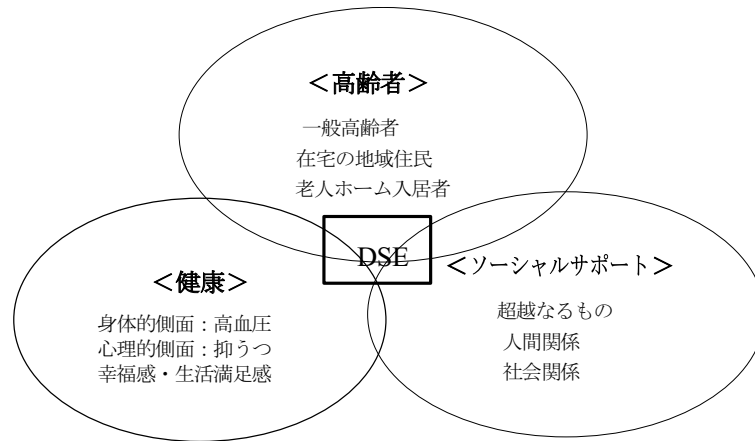 ＜高齢者＞
一般高齢者
在宅の地域住民
老人ホーム入居者
DSE
＜健康＞
身体的側面：高血圧
心理的側面：抑うつ
幸福感・生活満足感
＜ソーシャルサポート＞
超越なるもの
人間関係
社会関係